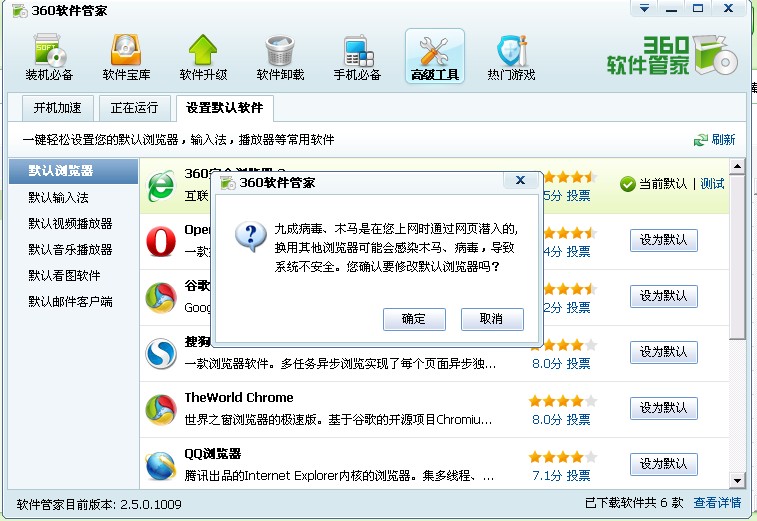 360软件管家
装机必备 软件宝库 软件升级 软件卸载 手机必备 高级工具 热门游戏
360
软件管家
开机加速 正在运行 设置默认软件
一键轻松设置您的默认浏览器，输入法，播放器等常用软件 刷新
默认浏览器
默认输入法
默认视频播放器
默认音乐播放器
默认看图软件
默认邮件客户端
360安全浏览器
互联 5分 投票 当前默认 | 测试
Oper
一款 4分 投票 设为默认
谷歌
Goog 2分 投票 设为默认
搜狗
一款浏览器软件。多任务异步浏览实现了每个页面异步独... 8.0分 投票 设为默认
TheWorld Chrome
世界之窗浏览器的极速版。基于谷歌的开源项目Chromiu... 8.0分 投票 设为默认
QQ浏览器
腾讯出品的Internet Explorer内核的浏览器。集多线程、... 7.1分 投票 设为默认
360软件管家
九成病毒、木马是在您上网时通过网页潜入的,
换用其他浏览器可能会感染木马、病毒，导致
系统不安全。您确认要修改默认浏览器吗?
确定 取消
软件管家目前版本: 2.5.0.1009 已下载软件共 6 款 查看详情